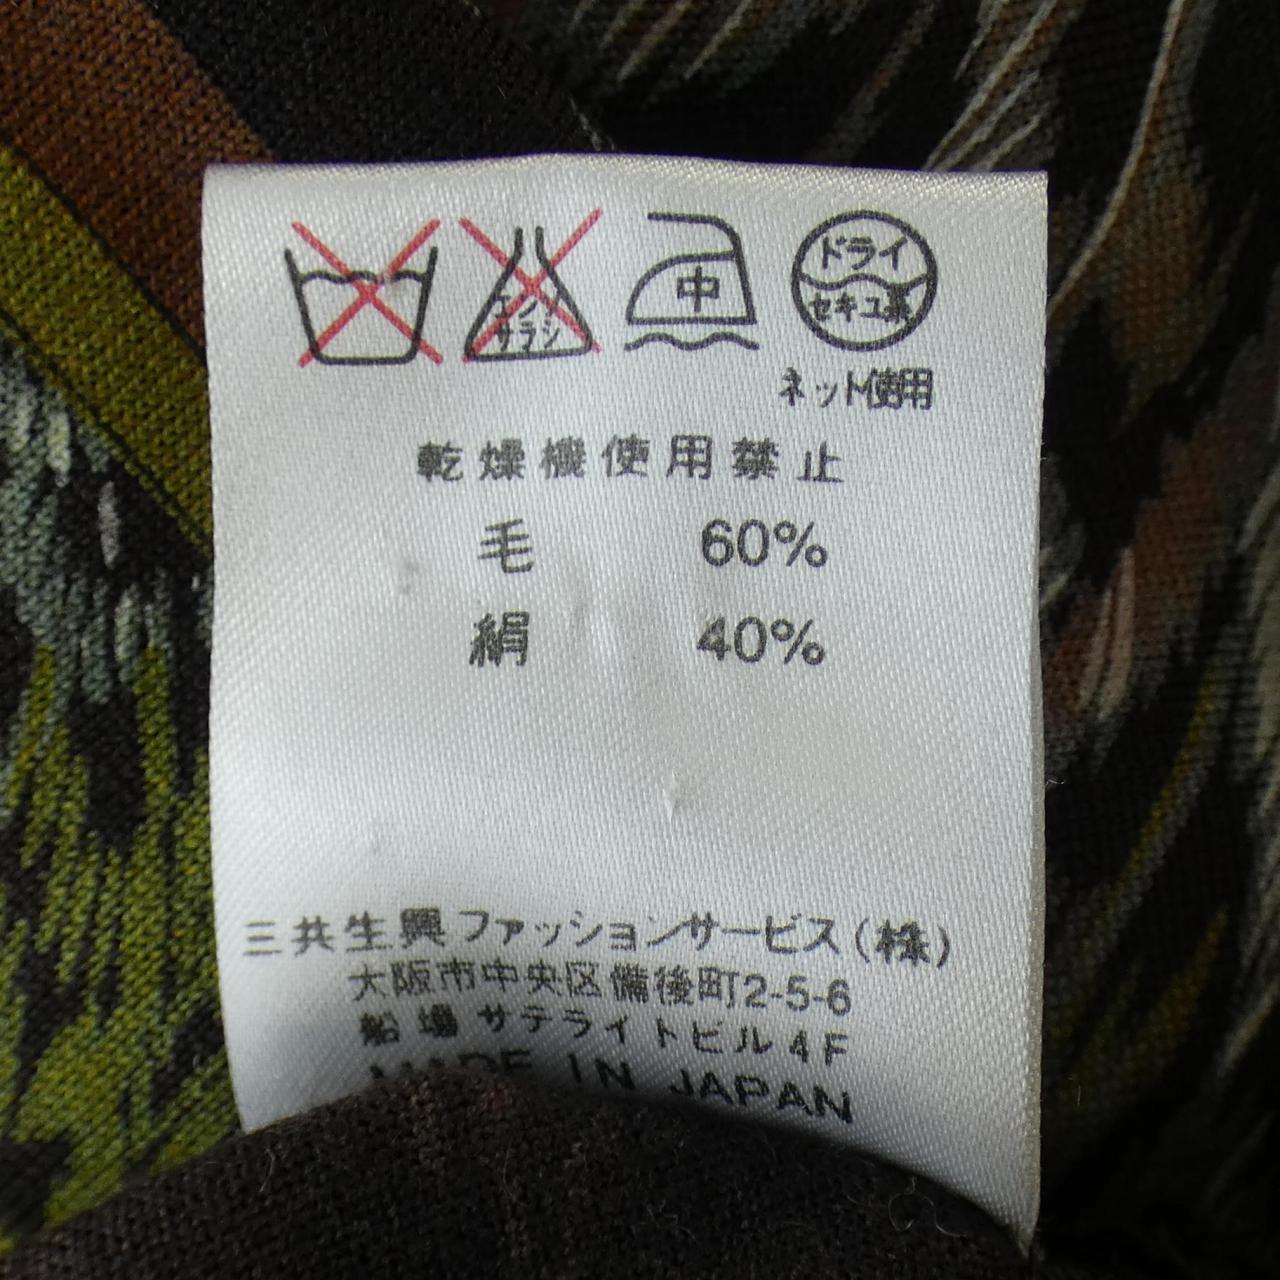 エンソ
サラシ
中
ドライ
セキユ系
ネット使用
乾燥機使用禁止
毛 60%
絹 40%
三共生興ファッションサービス(株)
大阪市中央区備後町2-5-6
船場サテライトビル4F
MADE IN JAPAN